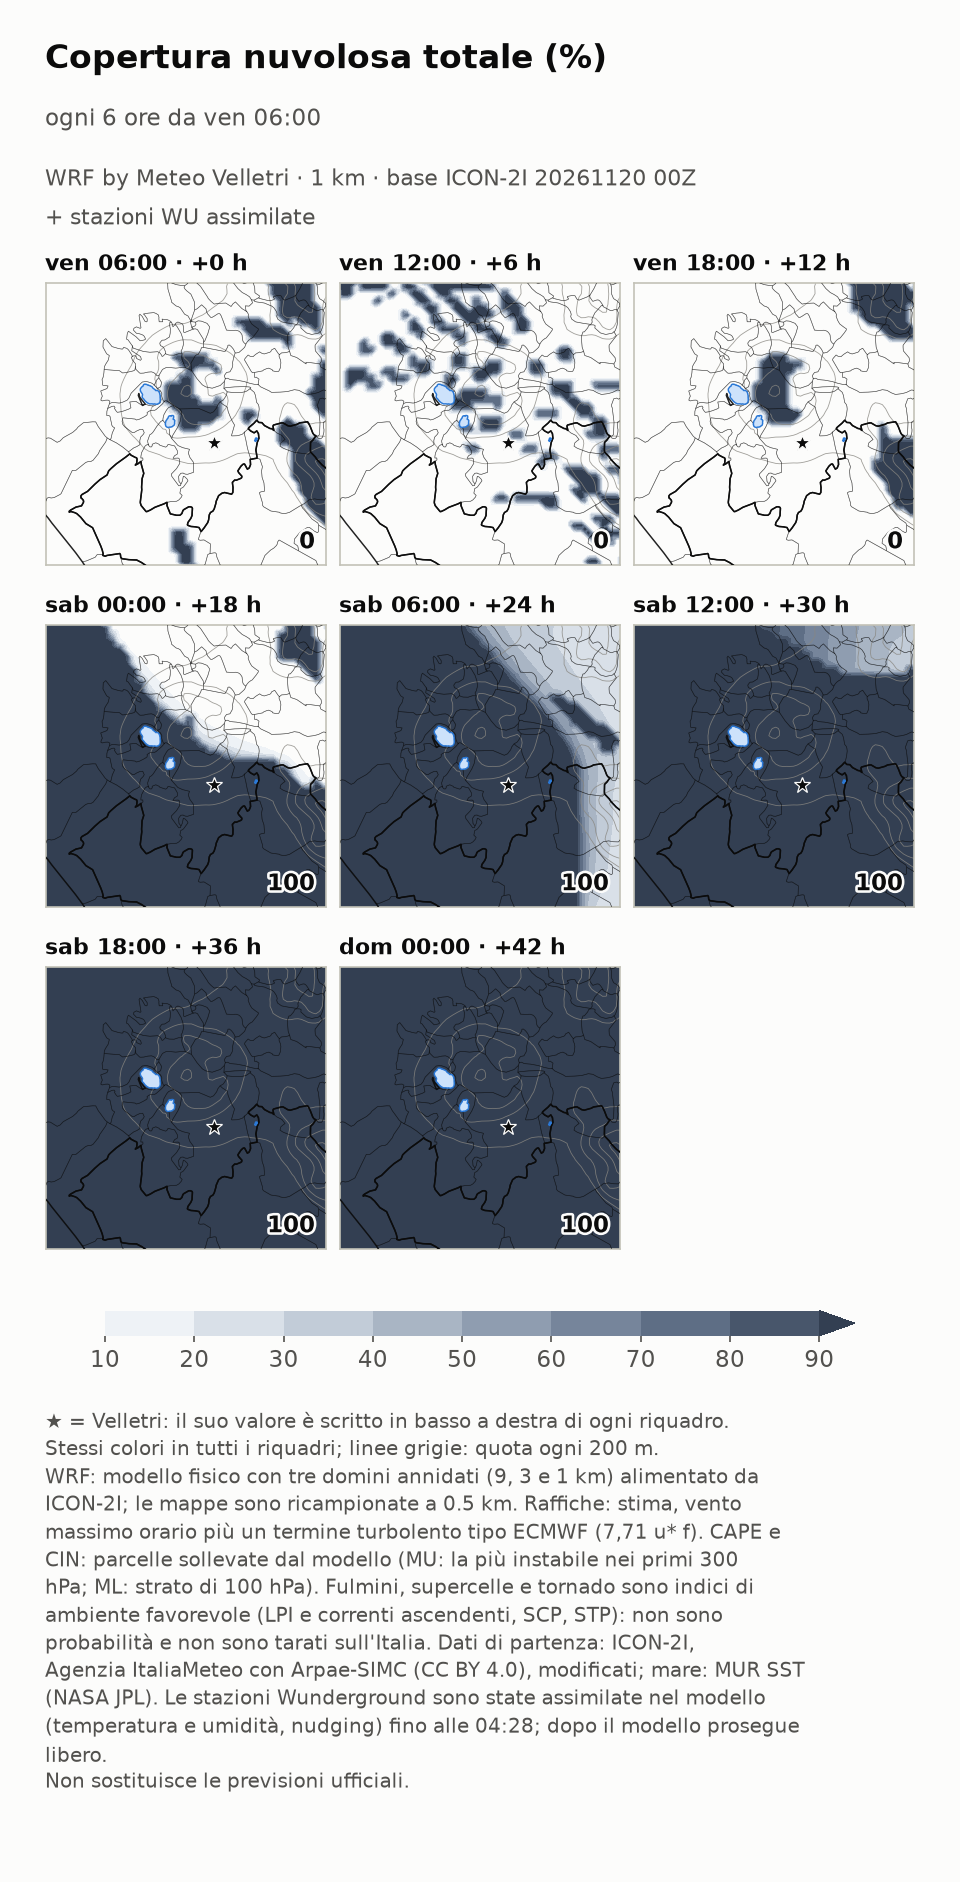 Copertura nuvolosa totale (%)
ogni 6 ore da ven 06:00
WRF by Meteo Velletri · 1 km · base ICON-2I 20261120 00Z
+ stazioni WU assimilate
ven 06:00 · +0 h
0
ven 12:00 · +6 h
0
ven 18:00 · +12 h
0
sab 00:00 · +18 h
100
sab 06:00 · +24 h
100
sab 12:00 · +30 h
100
sab 18:00 · +36 h
100
dom 00:00 · +42 h
100
10 20 30 40 50 60 70 80 90
★ = Velletri: il suo valore è scritto in basso a destra di ogni riquadro.
Stessi colori in tutti i riquadri; linee grigie: quota ogni 200 m.
WRF: modello fisico con tre domini annidati (9, 3 e 1 km) alimentato da
ICON-2I; le mappe sono ricampionate a 0.5 km. Raffiche: stima, vento
massimo orario più un termine turbolento tipo ECMWF (7,71 u* f). CAPE e
CIN: parcelle sollevate dal modello (MU: la più instabile nei primi 300
hPa; ML: strato di 100 hPa). Fulmini, supercelle e tornado sono indici di
ambiente favorevole (LPI e correnti ascendenti, SCP, STP): non sono
probabilità e non sono tarati sull'Italia. Dati di partenza: ICON-2I,
Agenzia ItaliaMeteo con Arpae-SIMC (CC BY 4.0), modificati; mare: MUR SST
(NASA JPL). Le stazioni Wunderground sono state assimilate nel modello
(temperatura e umidità, nudging) fino alle 04:28; dopo il modello prosegue
libero.
Non sostituisce le previsioni ufficiali.